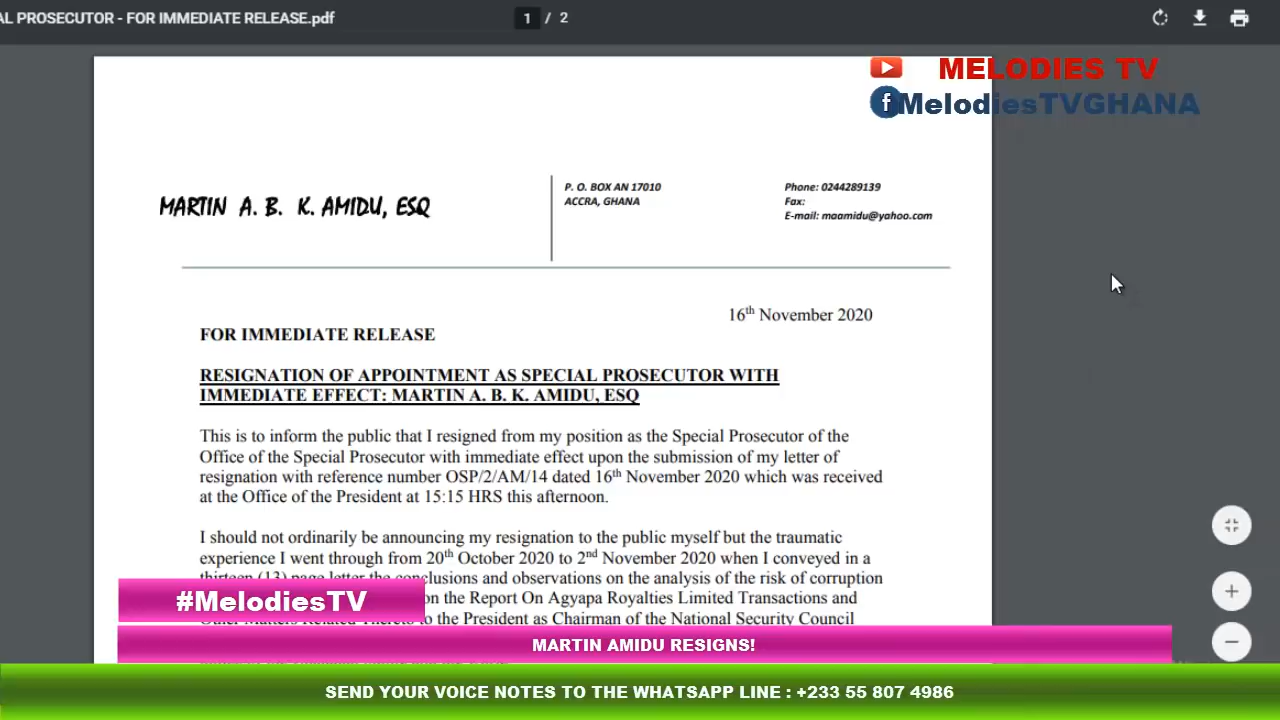 AL PROSECUTOR - FOR IMMEDIATE RELEASE.pdf
1 / 2
MELODIES TV
f MelodiesTVGHANA
MARTIN A. B. K. AMIDU, ESQ
P. O. BOX AN 17010
ACCRA, GHANA
Phone: 0244289139
Fax:
E-mail: maamidu@yahoo.com
16th November 2020
FOR IMMEDIATE RELEASE
RESIGNATION OF APPOINTMENT AS SPECIAL PROSECUTOR WITH
IMMEDIATE EFFECT: MARTIN A. B. K. AMIDU, ESQ
This is to inform the public that I resigned from my position as the Special Prosecutor of the
Office of the Special Prosecutor with immediate effect upon the submission of my letter of
resignation with reference number OSP/2/AM/14 dated 16th November 2020 which was received
at the Office of the President at 15:15 HRS this afternoon.
I should not ordinarily be announcing my resignation to the public myself but the traumatic
experience I went through from 20th October 2020 to 2nd November 2020 when I conveyed in a
thirteen (13) page letter the conclusions and observations on the analysis of the risk of corruption
on the Report On Agyapa Royalties Limited Transactions and
Other Matters Related Thereto to the President as Chairman of the National Security Council
#MelodiesTV
MARTIN AMIDU RESIGNS!
SEND YOUR VOICE NOTES TO THE WHATSAPP LINE : +233 55 807 4986